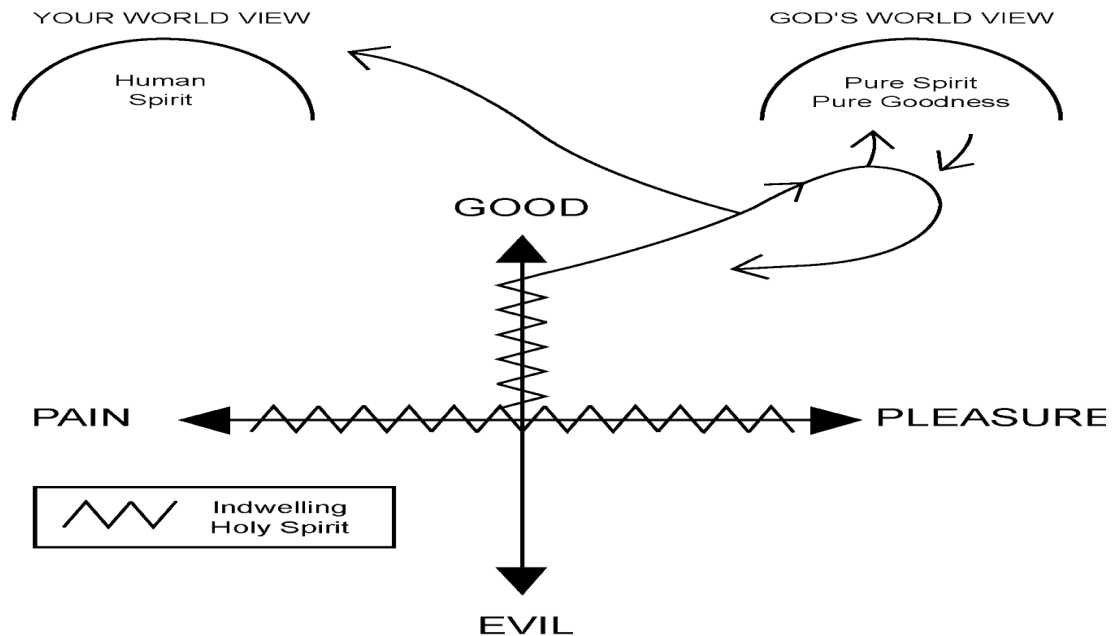 YOUR WORLD VIEW
GOD'S WORLD VIEW
Human
Spirit
Pure Spirit
Pure Goodness
GOOD
PAIN
PLEASURE
Indwelling
Holy Spirit
EVIL